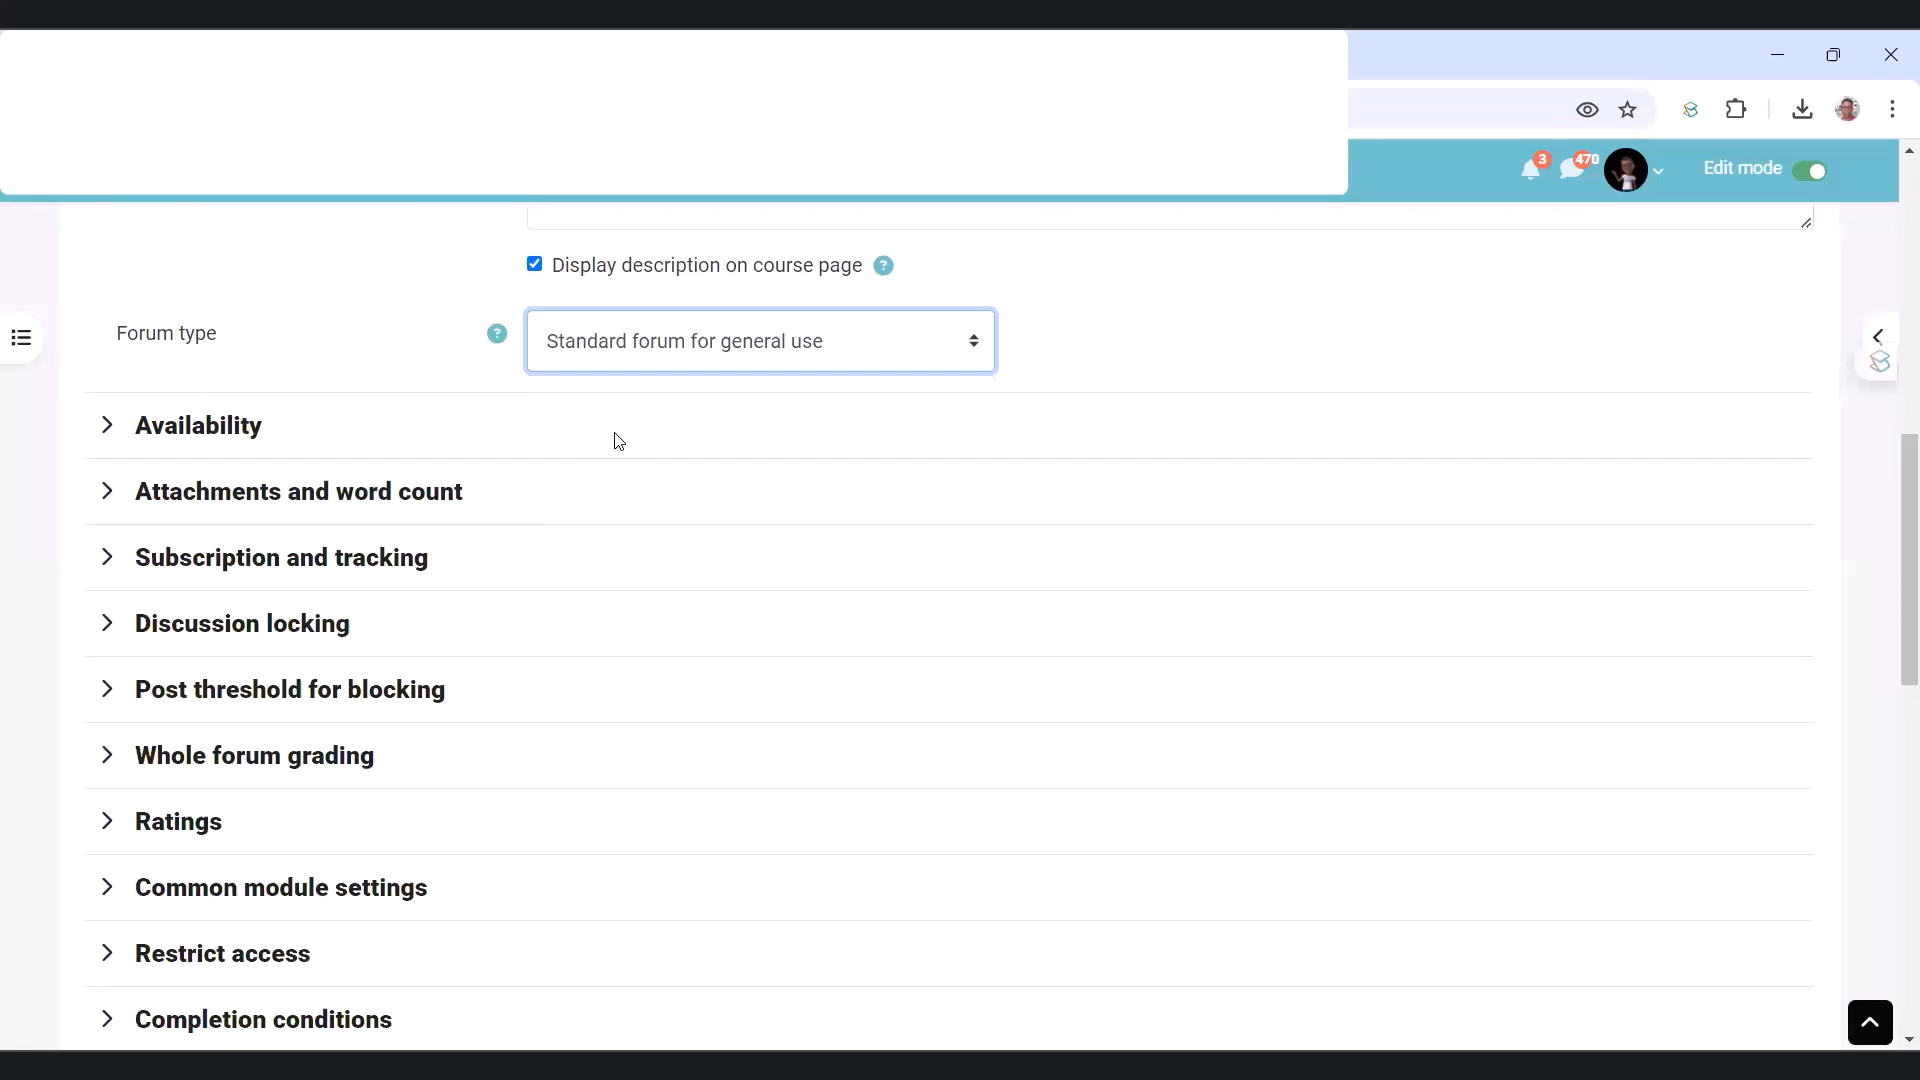 3
470
Edit mode
Display description on course page ?
Forum type ? Standard forum for general use
Availability
Attachments and word count
Subscription and tracking
Discussion locking
Post threshold for blocking
Whole forum grading
Ratings
Common module settings
Restrict access
Completion conditions